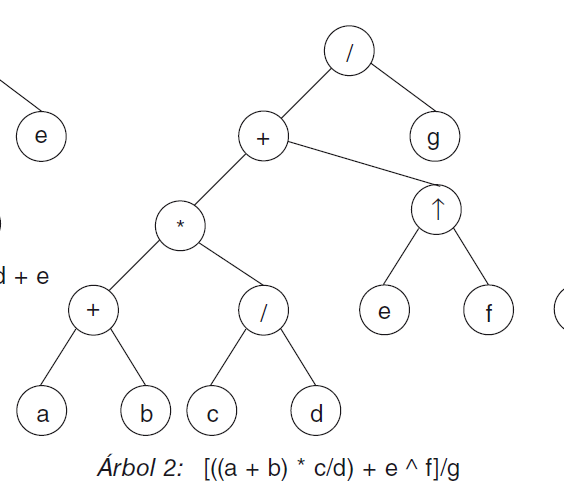 /
+
g
e
*
↑
d + e
+
/
e
f
a
b
c
d
Árbol 2: [((a + b) * c/d) + e ^ f]/g